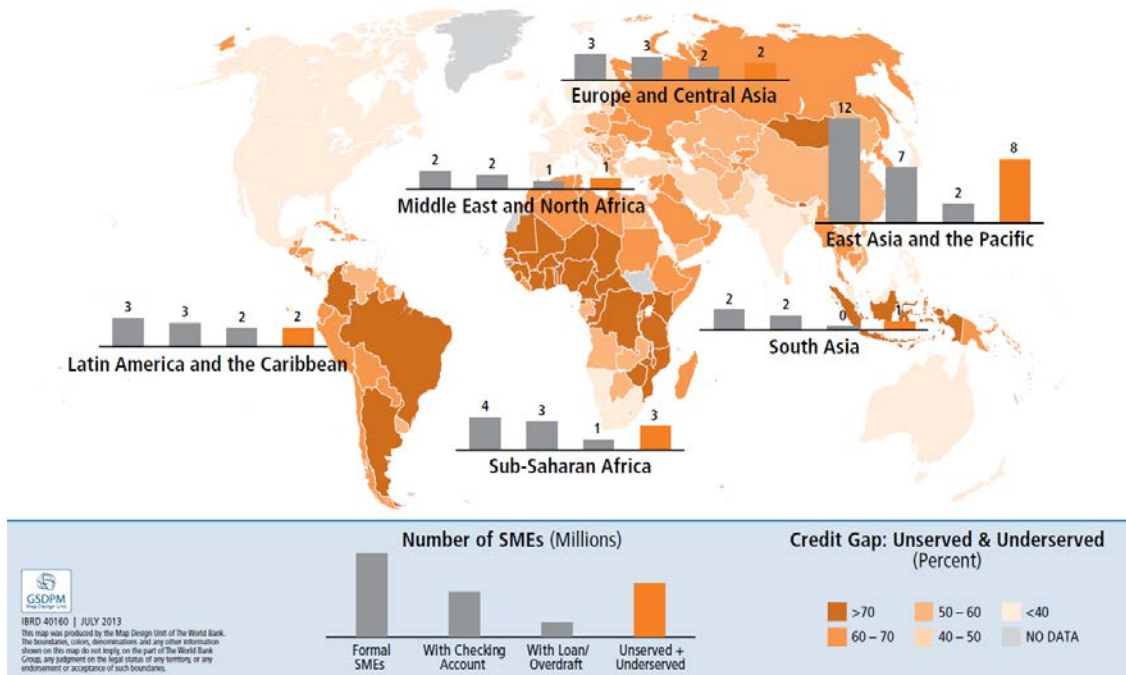 3 3 2 2
Europe and Central Asia
12 7 2 8
East Asia and the Pacific
2 2 1 1
Middle East and North Africa
3 3 2 2
Latin America and the Caribbean
2 2 0 1
South Asia
4 3 1 3
Sub-Saharan Africa
Number of SMEs (Millions)
Formal
SMEs
With Checking
Account
With Loan/
Overdraft
Unserved +
Underserved
Credit Gap: Unserved & Underserved
(Percent)
>70
50 – 60
<40
60 – 70
40 – 50
NO DATA
GSDPM
Map Design Unit
IBRD 40160 | JULY 2013
This map was produced by the Map Design Unit of The World Bank.
The boundaries, colors, denominations and any other information
shown on this map do not imply, on the part of The World Bank
Group, any judgment on the legal status of any territory, or any
endorsement or acceptance of such boundaries.